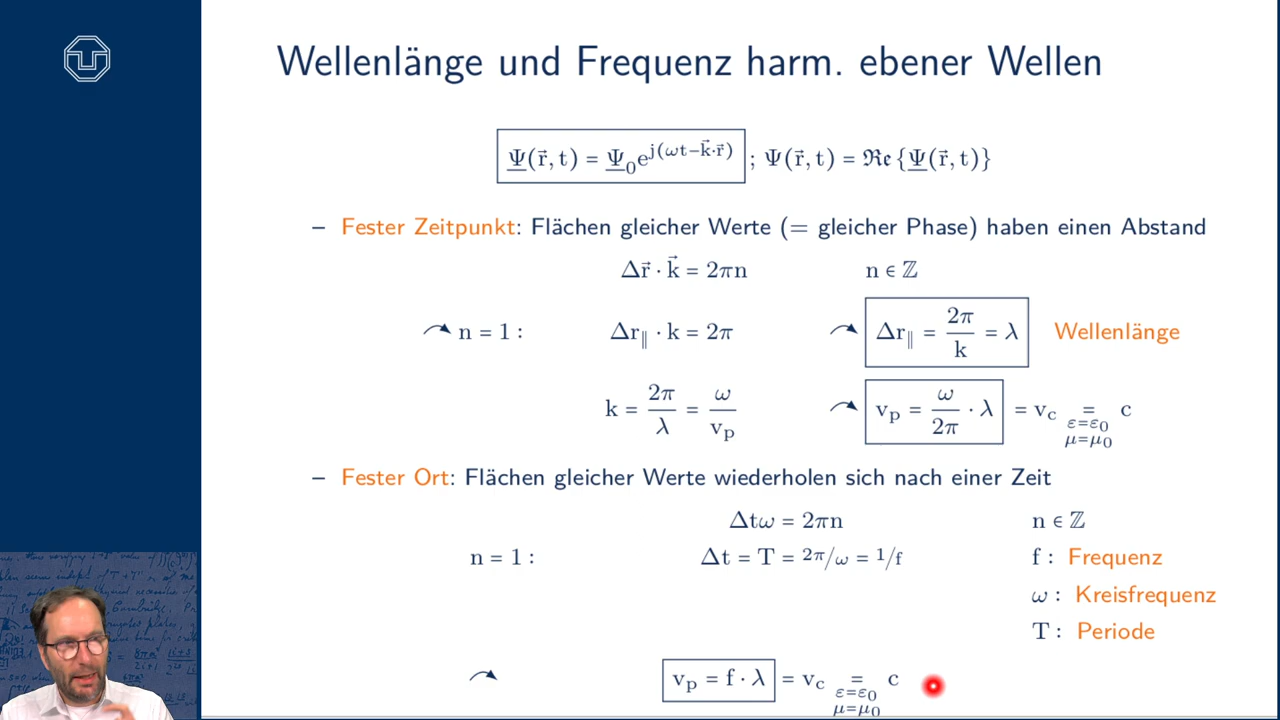 Wellenlänge und Frequenz harm. ebener Wellen
Ψ(r⃗, t) = Ψ₀e^{j(ωt−k⃗·r⃗)} ; Ψ(r⃗, t) = ℜe {Ψ(r⃗, t)}
– Fester Zeitpunkt: Flächen gleicher Werte (= gleicher Phase) haben einen Abstand
Δr⃗ · k⃗ = 2πn n ∈ ℤ
↷ n = 1 : Δr∥ · k = 2π ↷ Δr∥ = 2π/k = λ Wellenlänge
k = 2π/λ = ω/vₚ ↷ vₚ = ω/2π · λ = v_c = c
ε=ε₀
μ=μ₀
– Fester Ort: Flächen gleicher Werte wiederholen sich nach einer Zeit
Δtω = 2πn n ∈ ℤ
n = 1 : Δt = T = 2π/ω = 1/f f : Frequenz
ω : Kreisfrequenz
T : Periode
↷ vₚ = f · λ = v_c = c
ε=ε₀
μ=μ₀